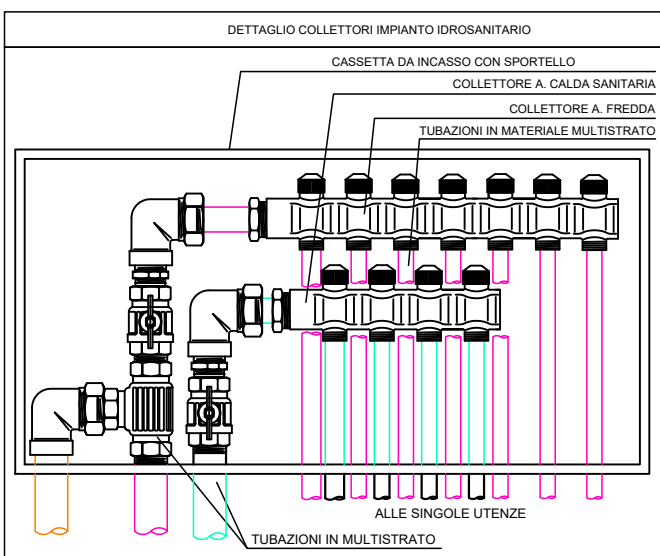 DETTAGLIO COLLETTORI IMPIANTO IDROSANITARIO
CASSETTA DA INCASSO CON SPORTELLO
COLLETTORE A. CALDA SANITARIA
COLLETTORE A. FREDDA
TUBAZIONI IN MATERIALE MULTISTRATO
ALLE SINGOLE UTENZE
TUBAZIONI IN MULTISTRATO